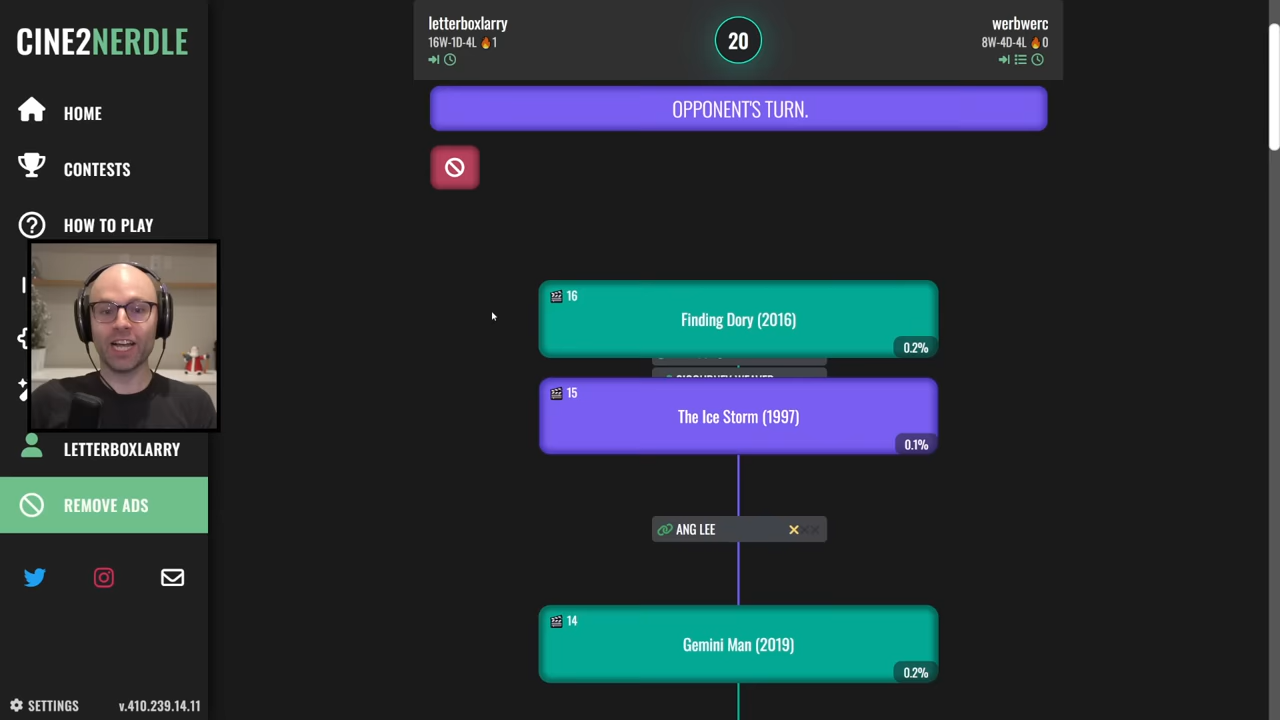 CINE2NERDLE
HOME
CONTESTS
HOW TO PLAY
LETTERBOXLARRY
REMOVE ADS
SETTINGS
v.410.239.14.11
letterboxlarry
16W-1D-4L 🔥1
20
werbwerc
8W-4D-4L 🔥0
OPPONENT'S TURN.
16
Finding Dory (2016)
0.2%
SIGOURNEY WEAVER
15
The Ice Storm (1997)
0.1%
ANG LEE
14
Gemini Man (2019)
0.2%